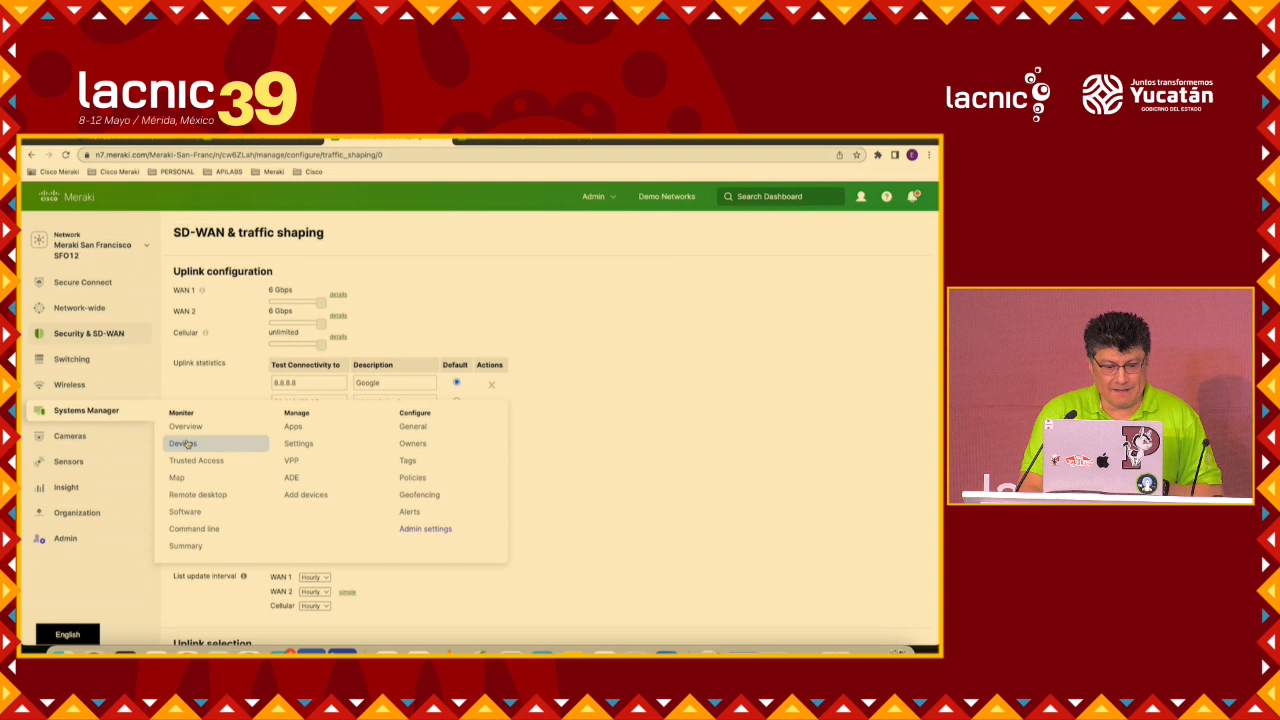 lacnic39
8-12 Mayo / Mérida, México
lacnic
Juntos transformemos
Yucatán
GOBIERNO DEL ESTADO
n7.meraki.com/Meraki-San-Franc/n/cw6ZLah/manage/configure/traffic_shaping/0
Cisco Meraki Cisco Meraki PERSONAL APILABS Meraki Cisco
cisco Meraki
Admin Demo Networks Search Dashboard
Network
Meraki San Francisco
SFO12
Secure Connect
Network-wide
Security & SD-WAN
Switching
Wireless
Systems Manager
Cameras
Sensors
Insight
Organization
Admin
English
SD-WAN & traffic shaping
Uplink configuration
WAN 1 6 Gbps details
WAN 2 6 Gbps details
Cellular unlimited details
Uplink statistics
Test Connectivity to Description Default Actions
8.8.8.8 Google X
Monitor
Overview
Devices
Trusted Access
Map
Remote desktop
Software
Command line
Summary
Manage
Apps
Settings
VPP
ADE
Add devices
Configure
General
Owners
Tags
Policies
Geofencing
Alerts
Admin settings
List update interval WAN 1 Hourly
WAN 2 Hourly simple
Cellular Hourly
Uplink selection